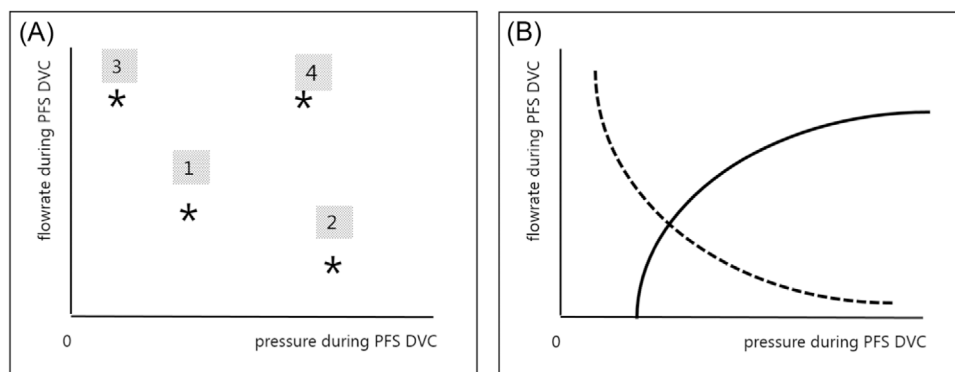 (A)
flowrate during PFS DVC
3
4
1
2
*
*
*
*
0
pressure during PFS DVC
(B)
flowrate during PFS DVC
0
pressure during PFS DVC